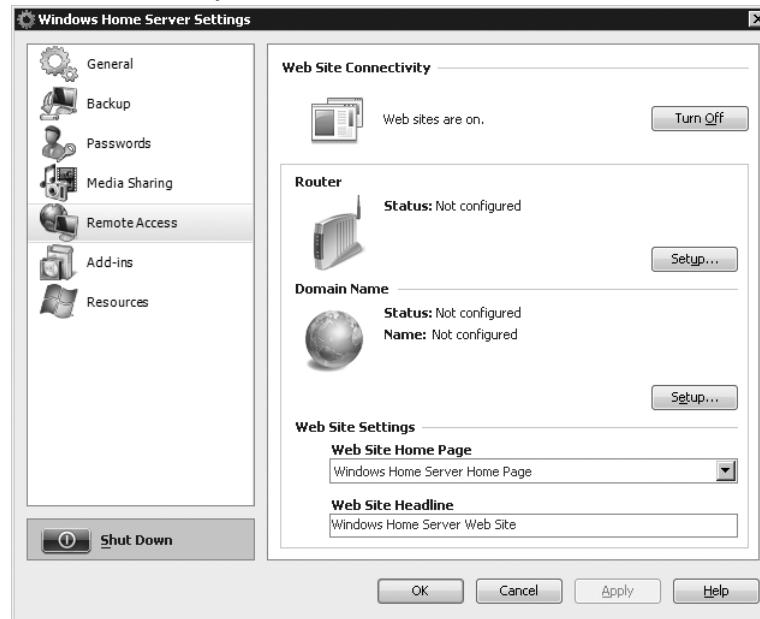 Windows Home Server Settings
General
Backup
Passwords
Media Sharing
Remote Access
Add-ins
Resources
Shut Down
Web Site Connectivity
Web sites are on.
Turn Off
Router
Status: Not configured
Setup...
Domain Name
Status: Not configured
Name: Not configured
Setup...
Web Site Settings
Web Site Home Page
Windows Home Server Home Page
Web Site Headline
Windows Home Server Web Site
OK
Cancel
Apply
Help